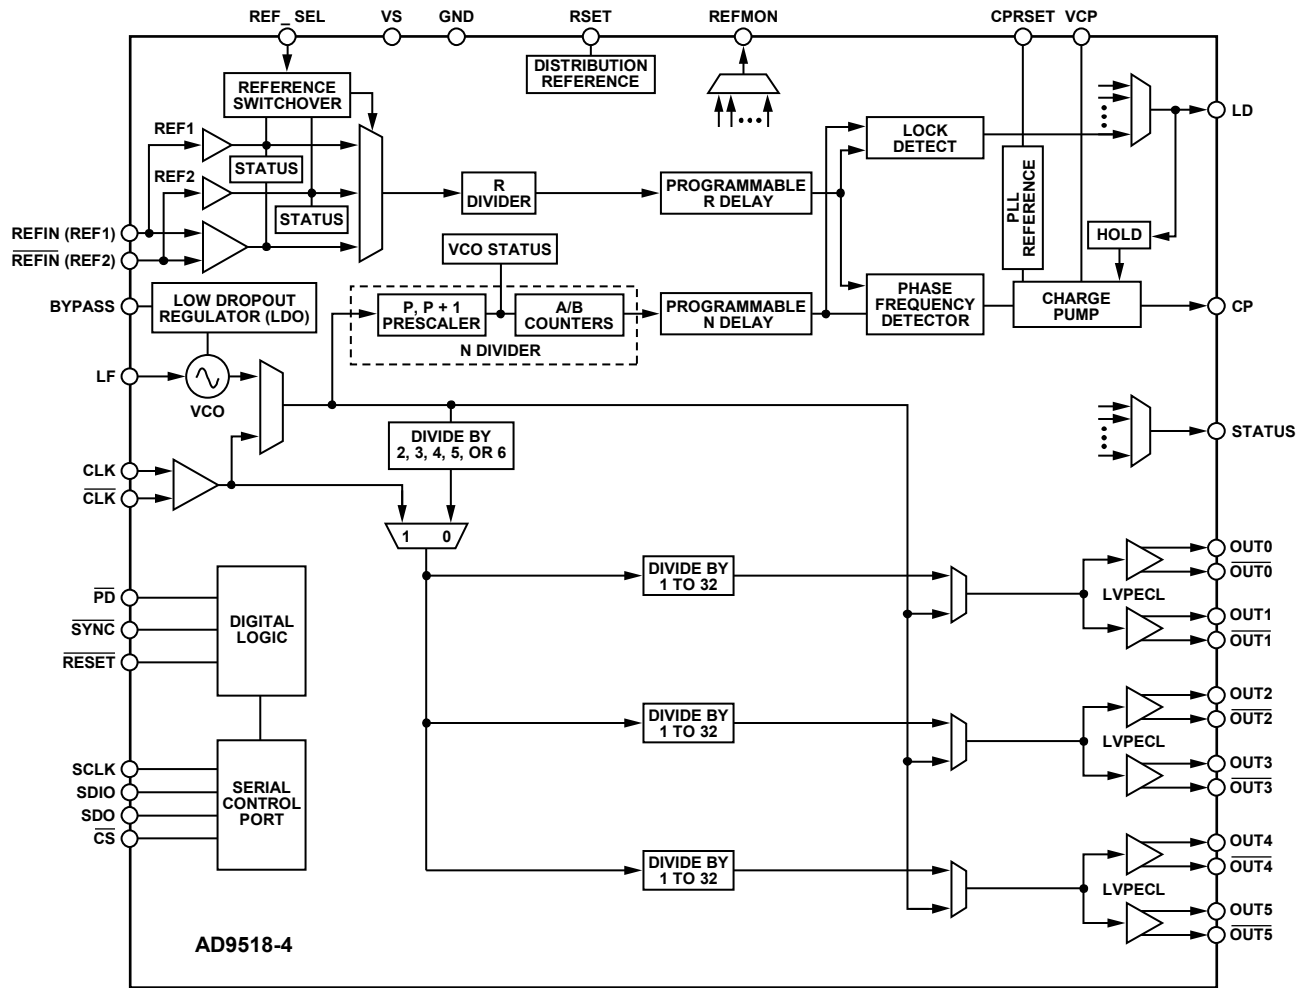 REF_ SEL
VS
GND
RSET
REFMON
CPRSET
VCP
DISTRIBUTION
REFERENCE
REFERENCE
SWITCHOVER
REF1
STATUS
REF2
STATUS
R
DIVIDER
PROGRAMMABLE
R DELAY
LOCK
DETECT
LD
PLL
REFERENCE
HOLD
REFIN (REF1)
REFIN (REF2)
BYPASS
LOW DROPOUT
REGULATOR (LDO)
VCO STATUS
P, P + 1
PRESCALER
A/B
COUNTERS
N DIVIDER
PROGRAMMABLE
N DELAY
PHASE
FREQUENCY
DETECTOR
CHARGE
PUMP
CP
LF
VCO
DIVIDE BY
2, 3, 4, 5, OR 6
STATUS
CLK
CLK
1
0
PD
SYNC
RESET
DIGITAL
LOGIC
DIVIDE BY
1 TO 32
LVPECL
OUT0
OUT0
OUT1
OUT1
DIVIDE BY
1 TO 32
LVPECL
OUT2
OUT2
OUT3
OUT3
SCLK
SDIO
SDO
CS
SERIAL
CONTROL
PORT
DIVIDE BY
1 TO 32
LVPECL
OUT4
OUT4
OUT5
OUT5
AD9518-4